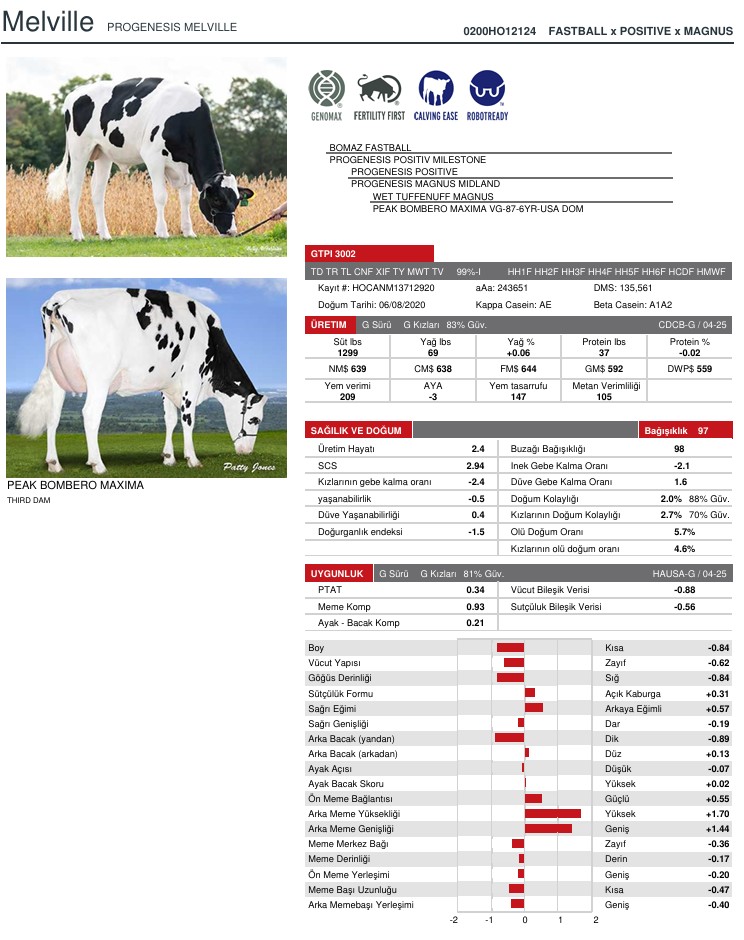 Melville PROGENESIS MELVILLE
0200HO12124 FASTBALL x POSITIVE x MAGNUS
GENOMAX FERTILITY FIRST CALVING EASE ROBOTREADY
BOMAZ FASTBALL
PROGENESIS POSITIV MILESTONE
PROGENESIS POSITIVE
PROGENESIS MAGNUS MIDLAND
WET TUFFENUFF MAGNUS
PEAK BOMBERO MAXIMA VG-87-6YR-USA DOM
Patty Jones
PEAK BOMBERO MAXIMA
THIRD DAM
GTPI 3002
TD TR TL CNF XIF TY MWT TV 99%-I HH1F HH2F HH3F HH4F HH5F HH6F HCDF HMWF
Kayıt #: HOCANM13712920 aAa: 243651 DMS: 135,561
Doğum Tarihi: 06/08/2020 Kappa Casein: AE Beta Casein: A1A2
ÜRETIM G Sürü G Kızları 83% Güv. CDCB-G / 04-25
Süt lbs Yağ lbs Yağ % Protein lbs Protein %
1299 69 +0.06 37 -0.02
NM$ 639 CM$ 638 FM$ 644 GM$ 592 DWP$ 559
Yem verimi AYA Yem tasarrufu Metan Verimliliği
209 -3 147 105
SAĞLIK VE DOĞUM Bağışıklık 97
Üretim Hayatı 2.4 Buzağı Bağışıklığı 98
SCS 2.94 Inek Gebe Kalma Oranı -2.1
Kızlarının gebe kalma oranı -2.4 Düve Gebe Kalma Oranı 1.6
yaşanabilirlik -0.5 Doğum Kolaylığı 2.0% 88% Güv.
Düve Yaşanabilirliği 0.4 Kızlarının Doğum Kolaylığı 2.7% 70% Güv.
Doğurganlık endeksi -1.5 Olü Doğum Oranı 5.7%
Kızlarının olü doğum oranı 4.6%
UYGUNLUK G Sürü G Kızları 81% Güv. HAUSA-G / 04-25
PTAT 0.34 Vücut Bileşik Verisi -0.88
Meme Komp 0.93 Sutçüluk Bileşik Verisi -0.56
Ayak - Bacak Komp 0.21
Boy Kısa -0.84
Vücut Yapısı Zayıf -0.62
Göğüs Derinliği Sığ -0.84
Sütçülük Formu Açık Kaburga +0.31
Sağrı Eğimi Arkaya Eğimli +0.57
Sağrı Genişliği Dar -0.19
Arka Bacak (yandan) Dik -0.89
Arka Bacak (arkadan) Düz +0.13
Ayak Açısı Düşük -0.07
Ayak Bacak Skoru Yüksek +0.02
Ön Meme Bağlantısı Güçlü +0.55
Arka Meme Yüksekliği Yüksek +1.70
Arka Meme Genişliği Geniş +1.44
Meme Merkez Bağı Zayıf -0.36
Meme Derinliği Derin -0.17
Ön Meme Yerleşimi Geniş -0.20
Meme Başı Uzunluğu Kısa -0.47
Arka Memebaşı Yerleşimi Geniş -0.40
-2 -1 0 1 2